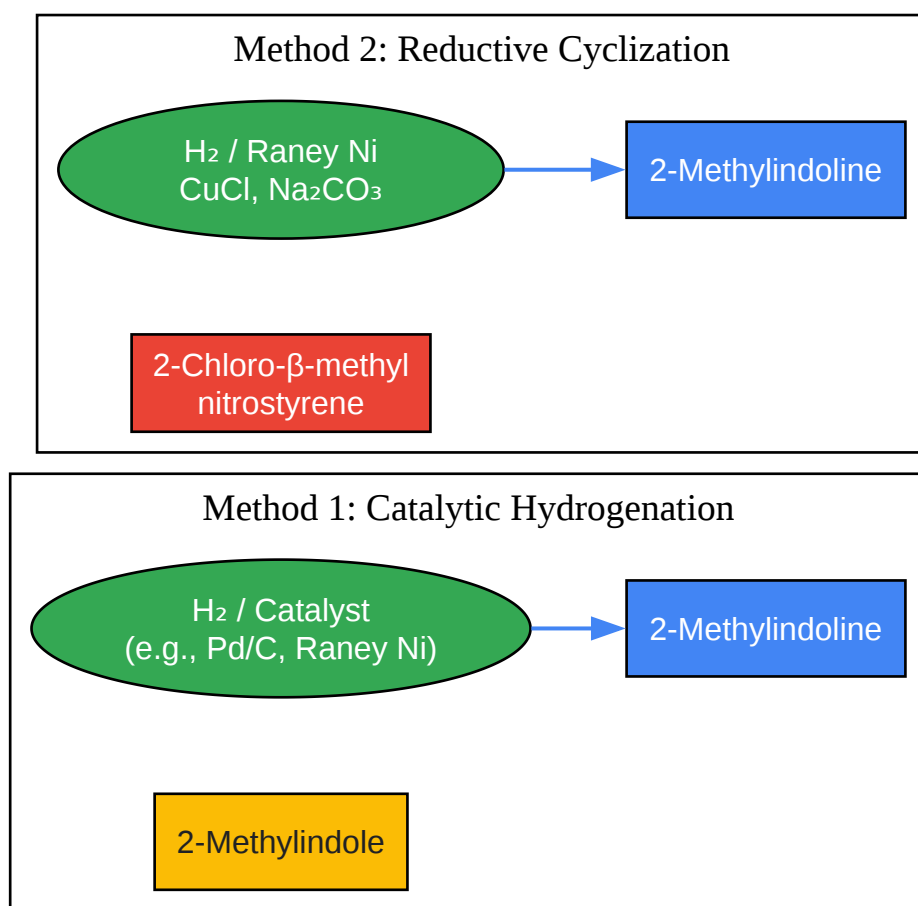 Method 2: Reductive Cyclization
H₂ / Raney Ni
CuCl, Na₂CO₃
2-Methylindoline
2-Chloro-β-methyl
nitrostyrene
Method 1: Catalytic Hydrogenation
H₂ / Catalyst
(e.g., Pd/C, Raney Ni)
2-Methylindoline
2-Methylindole